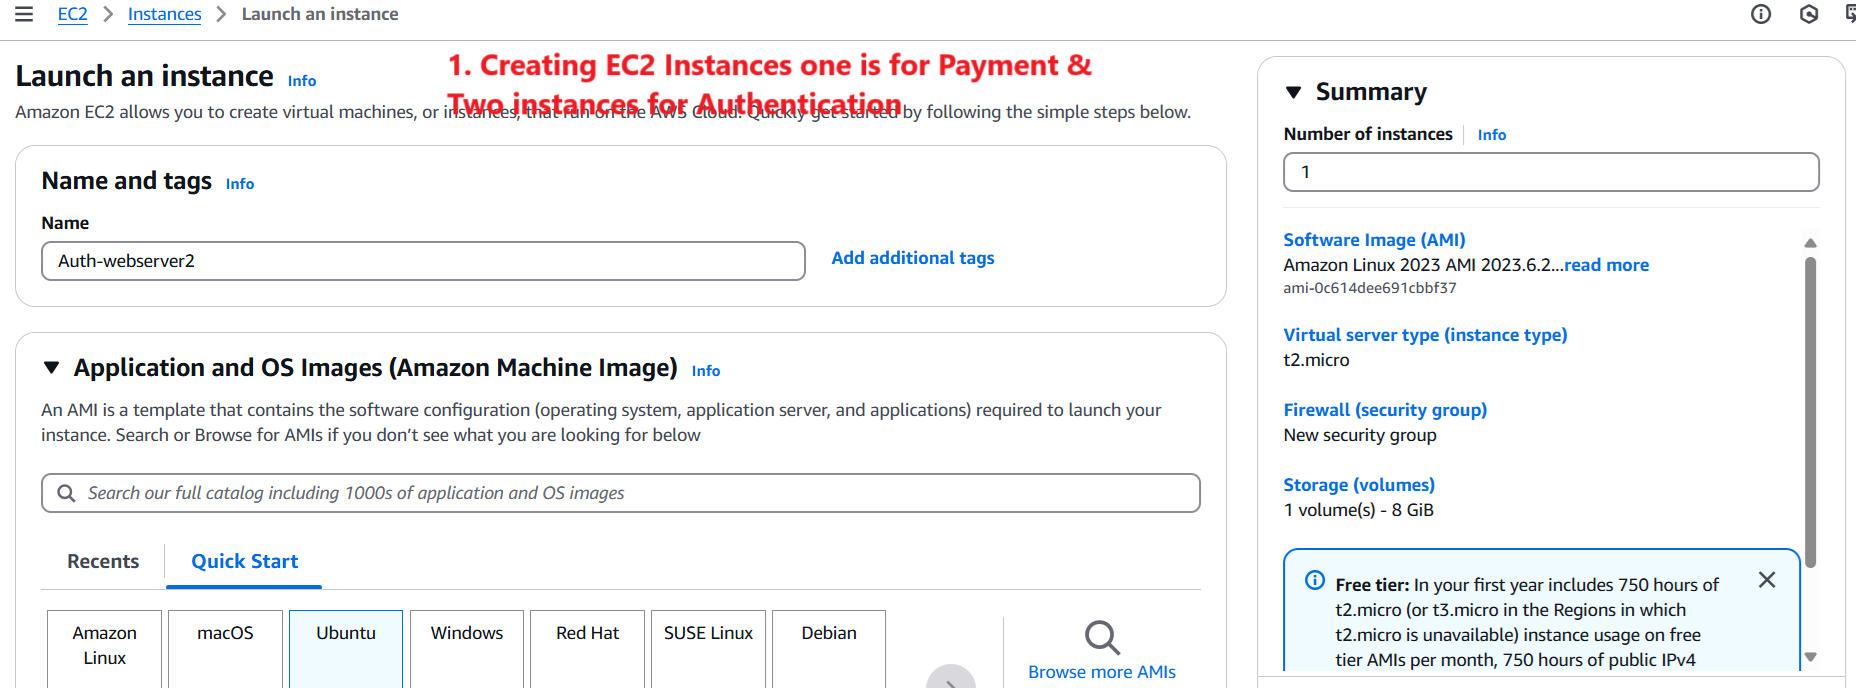 EC2 > Instances > Launch an instance
1. Creating EC2 Instances one is for Payment &
Two instances for Authentication
Launch an instance Info
Amazon EC2 allows you to create virtual machines, or instances, that run on the AWS Cloud. Quickly get started by following the simple steps below.
Name and tags Info
Name
Auth-webserver2
Add additional tags
Application and OS Images (Amazon Machine Image) Info
An AMI is a template that contains the software configuration (operating system, application server, and applications) required to launch your
instance. Search or Browse for AMIs if you don’t see what you are looking for below
Search our full catalog including 1000s of application and OS images
Recents
Quick Start
Amazon
Linux
macOS
Ubuntu
Windows
Red Hat
SUSE Linux
Debian
Browse more AMIs
Summary
Number of instances Info
1
Software Image (AMI)
Amazon Linux 2023 AMI 2023.6.2...read more
ami-0c614dee691cbbf37
Virtual server type (instance type)
t2.micro
Firewall (security group)
New security group
Storage (volumes)
1 volume(s) - 8 GiB
Free tier: In your first year includes 750 hours of
t2.micro (or t3.micro in the Regions in which
t2.micro is unavailable) instance usage on free
tier AMIs per month, 750 hours of public IPv4